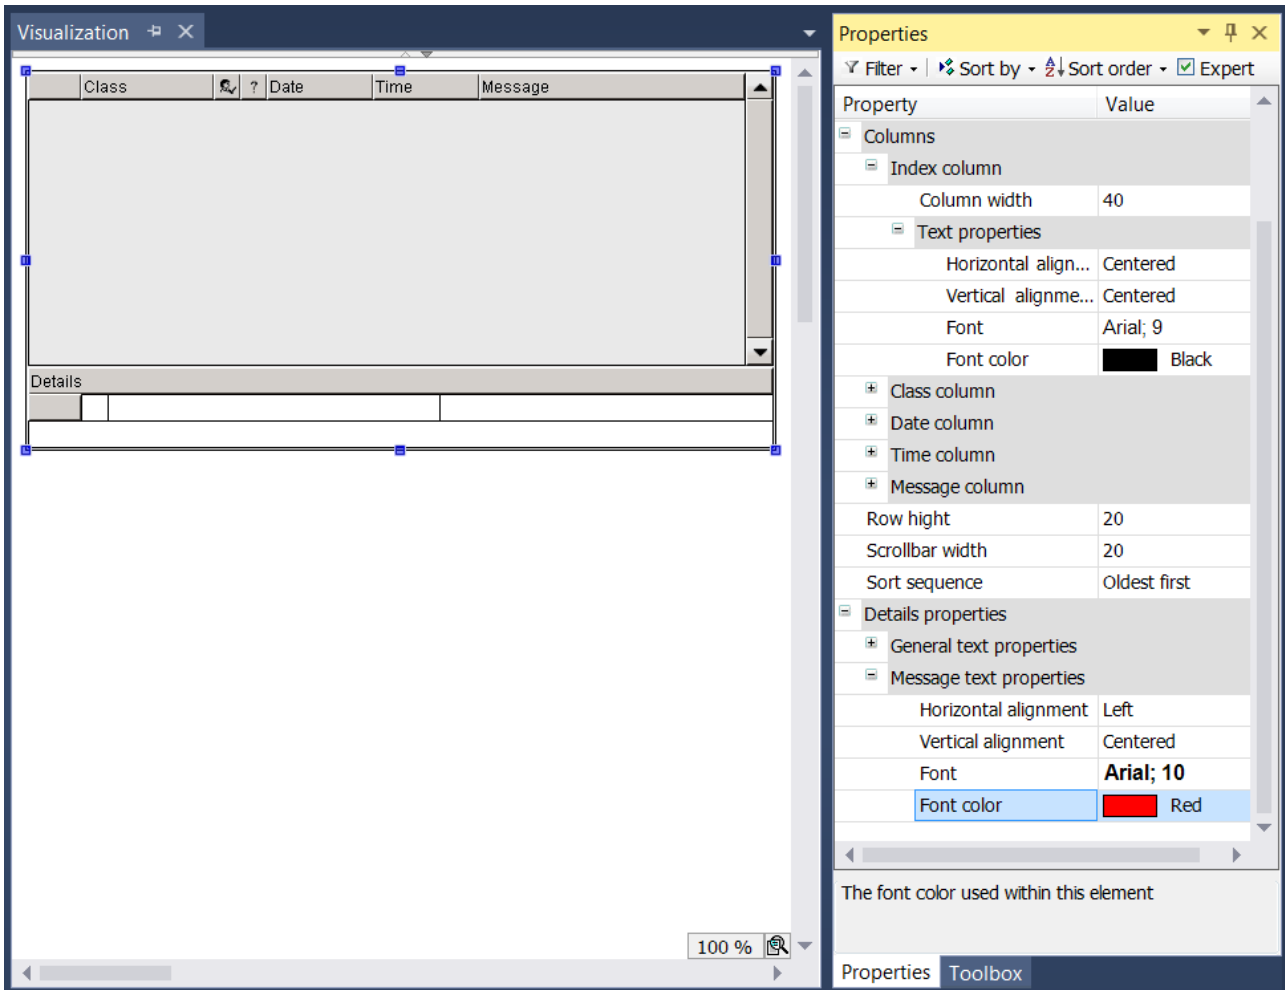 Visualization
Class ? Date Time Message
Details
100 %
Properties
Filter Sort by Sort order Expert
Property Value
Columns
Index column
Column width 40
Text properties
Horizontal align... Centered
Vertical alignme... Centered
Font Arial; 9
Font color Black
Class column
Date column
Time column
Message column
Row hight 20
Scrollbar width 20
Sort sequence Oldest first
Details properties
General text properties
Message text properties
Horizontal alignment Left
Vertical alignment Centered
Font Arial; 10
Font color Red
The font color used within this element
Properties Toolbox